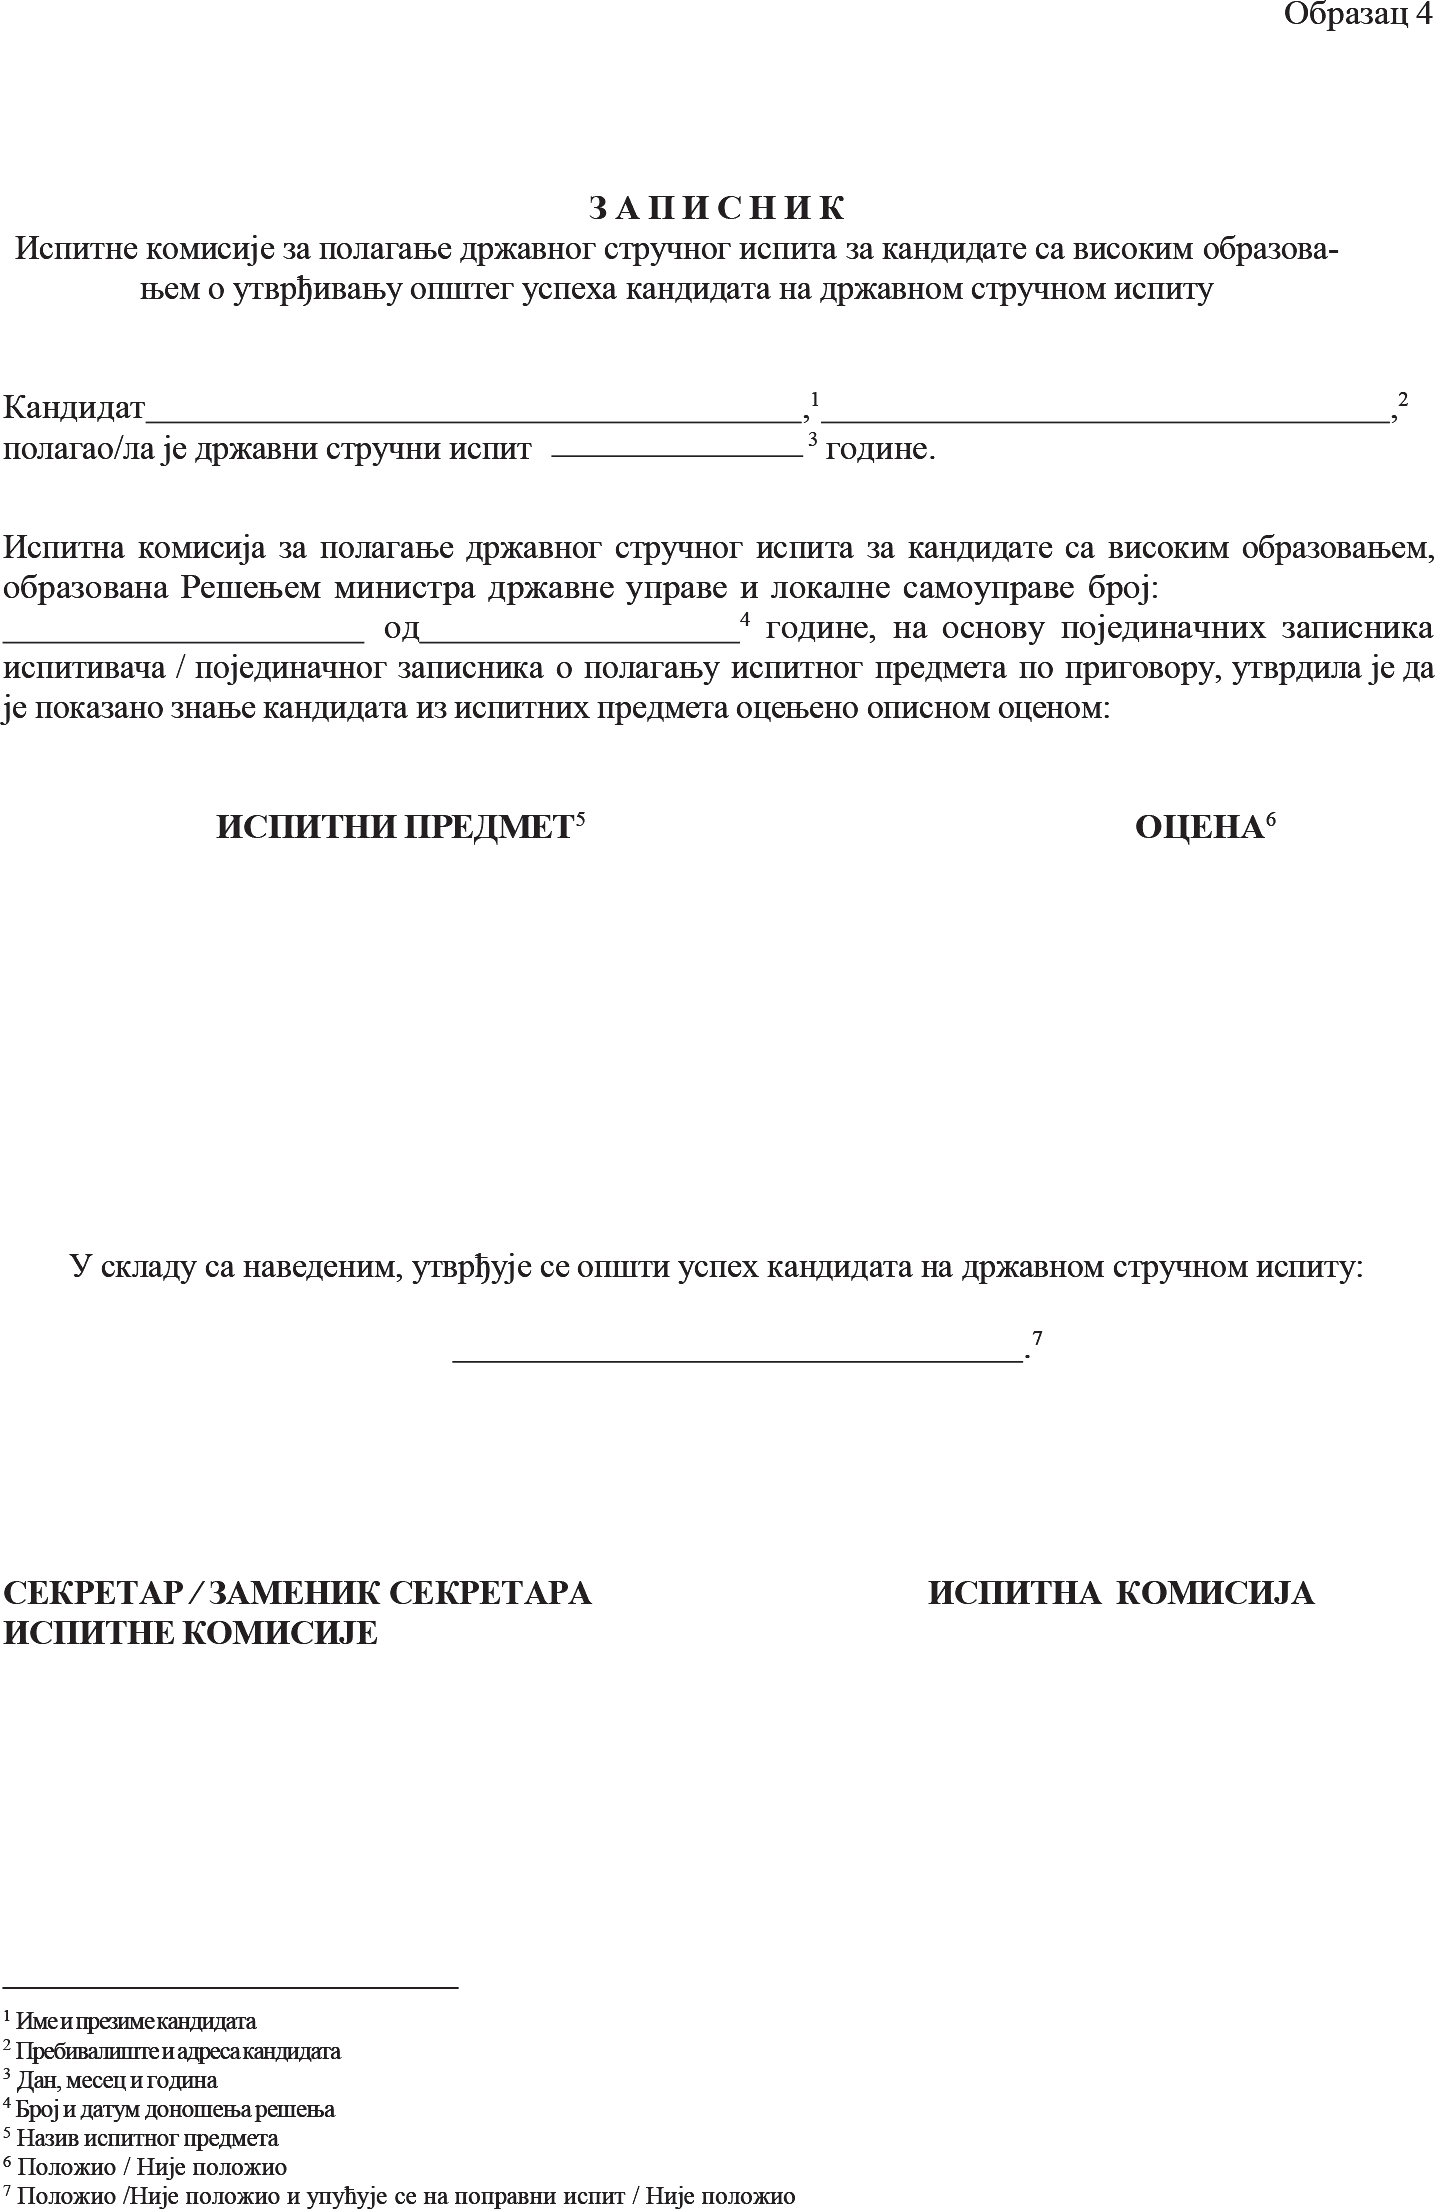 Образац 4
З А П И С Н И К
Испитне комисије за полагање државног стручног испита за кандидате са високим образова-
њем о утврђивању општег успеха кандидата на државном стручном испиту
Кандидат_____________________________________,¹________________________________,²
полагао/ла је државни стручни испит ______________³ године.
Испитна комисија за полагање државног стручног испита за кандидате са високим образовањем,
образована Решењем министра државне управе и локалне самоуправе број:
____________________ од__________________⁴ године, на основу појединачних записника
испитивача / појединачног записника о полагању испитног предмета по приговору, утврдила је да
је показано знање кандидата из испитних предмета оцењено описном оценом:
ИСПИТНИ ПРЕДМЕТ⁵ ОЦЕНА⁶
У складу са наведеним, утврђује се општи успех кандидата на државном стручном испиту:
________________________________.⁷
СЕКРЕТАР / ЗАМЕНИК СЕКРЕТАРА ИСПИТНА КОМИСИЈА
ИСПИТНЕ КОМИСИЈЕ
¹ Име и презиме кандидата
² Пребивалиште и адреса кандидата
³ Дан, месец и година
⁴ Број и датум доношења решења
⁵ Назив испитног предмета
⁶ Положио / Није положио
⁷ Положио /Није положио и упућује се на поправни испит / Није положио